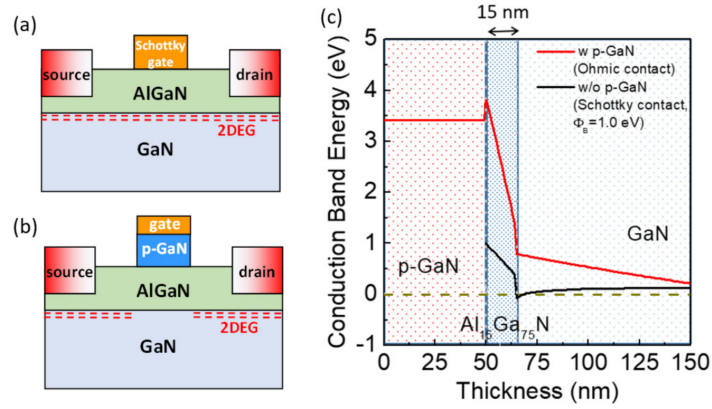 (a)
Schottky
gate
source
drain
AlGaN
2DEG
GaN
(b)
gate
p-GaN
source
drain
AlGaN
2DEG
GaN
(c)
15 nm
Conduction Band Energy (eV)
5
4
3
2
1
0
-1
w p-GaN
(Ohmic contact)
w/o p-GaN
(Schottky contact,
ΦB=1.0 eV)
GaN
p-GaN
Al15Ga75N
0 25 50 75 100 125 150
Thickness (nm)